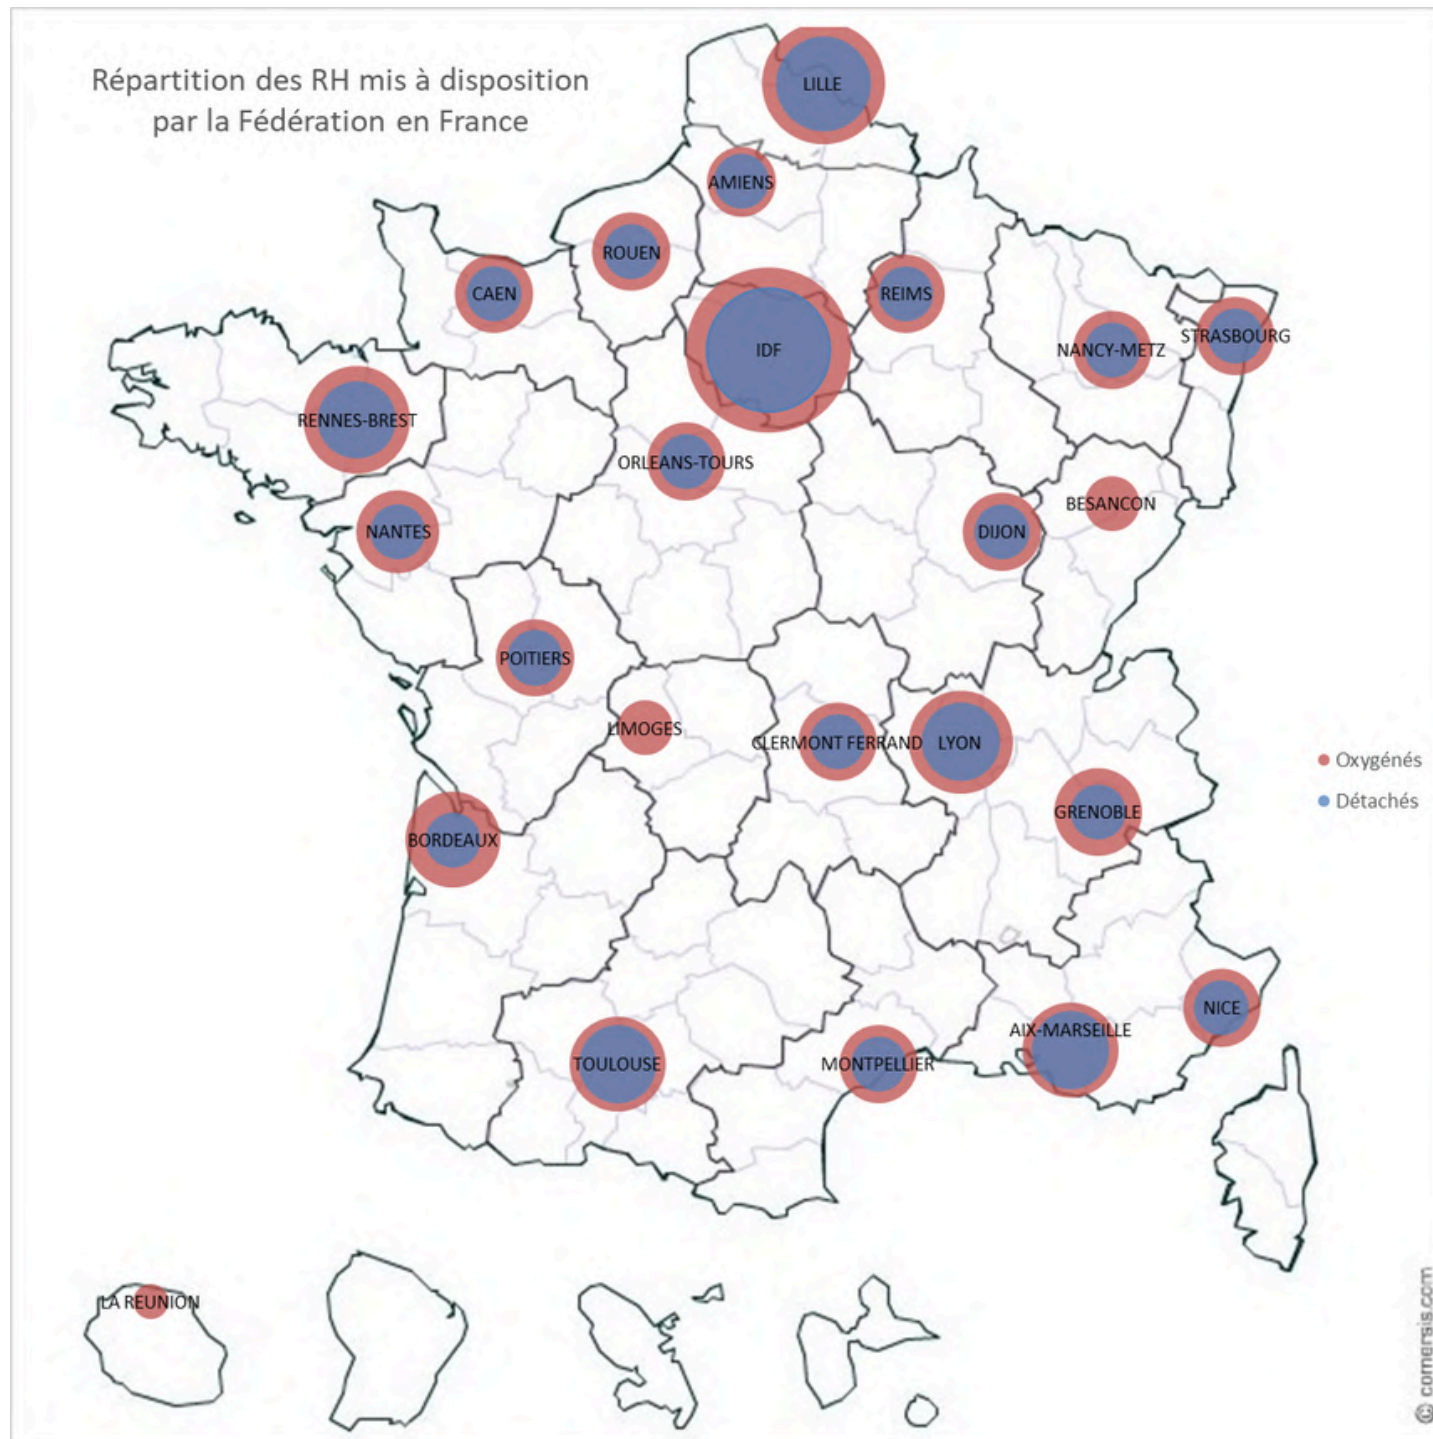 Répartition des RH mis à disposition
par la Fédération en France
LILLE
AMIENS
ROUEN
CAEN
REIMS
STRASBOURG
IDF
NANCY-METZ
RENNES-BREST
ORLEANS-TOURS
BESANCON
NANTES
DIJON
POITIERS
LIMOGES
CLERMONT FERRAND
LYON
Oxygénés
Détachés
GRENOBLE
BORDEAUX
NICE
AIX-MARSEILLE
TOULOUSE
MONTPELLIER
LA REUNION
© comersis.com